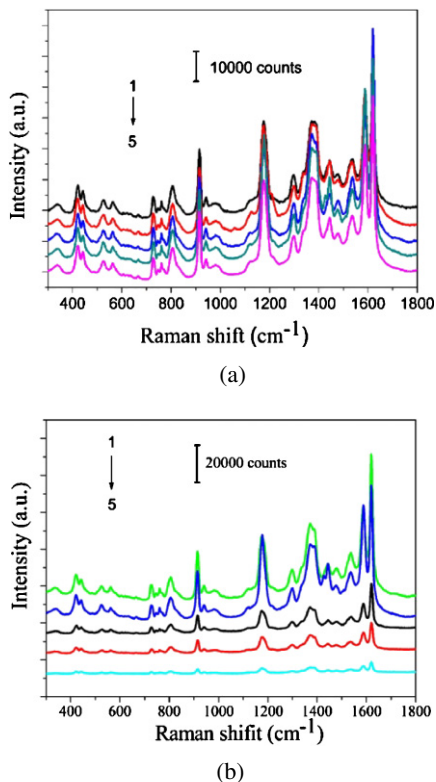 10000 counts
1
5
Intensity (a.u.)
400 600 800 1000 1200 1400 1600 1800
Raman shift (cm-1)
(a)
20000 counts
1
5
Intensity (a.u.)
400 600 800 1000 1200 1400 1600 1800
Raman shifit (cm-1)
(b)